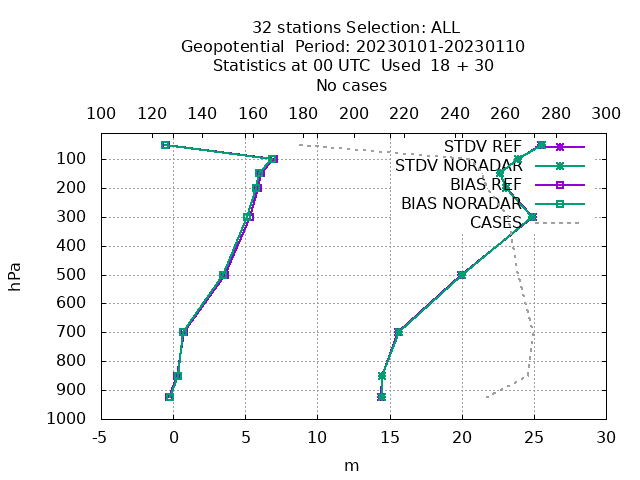 32 stations Selection: ALL
Geopotential  Period: 20230101-20230110
Statistics at 00 UTC  Used  18 + 30
No cases
100 120 140 160 180 200 220 240 260 280 300
STDV REF
STDV NORADAR
BIAS REF
BIAS NORADAR
CASES
100
200
300
400
500
600
700
800
900
1000
hPa
-5 0 5 10 15 20 25 30
m